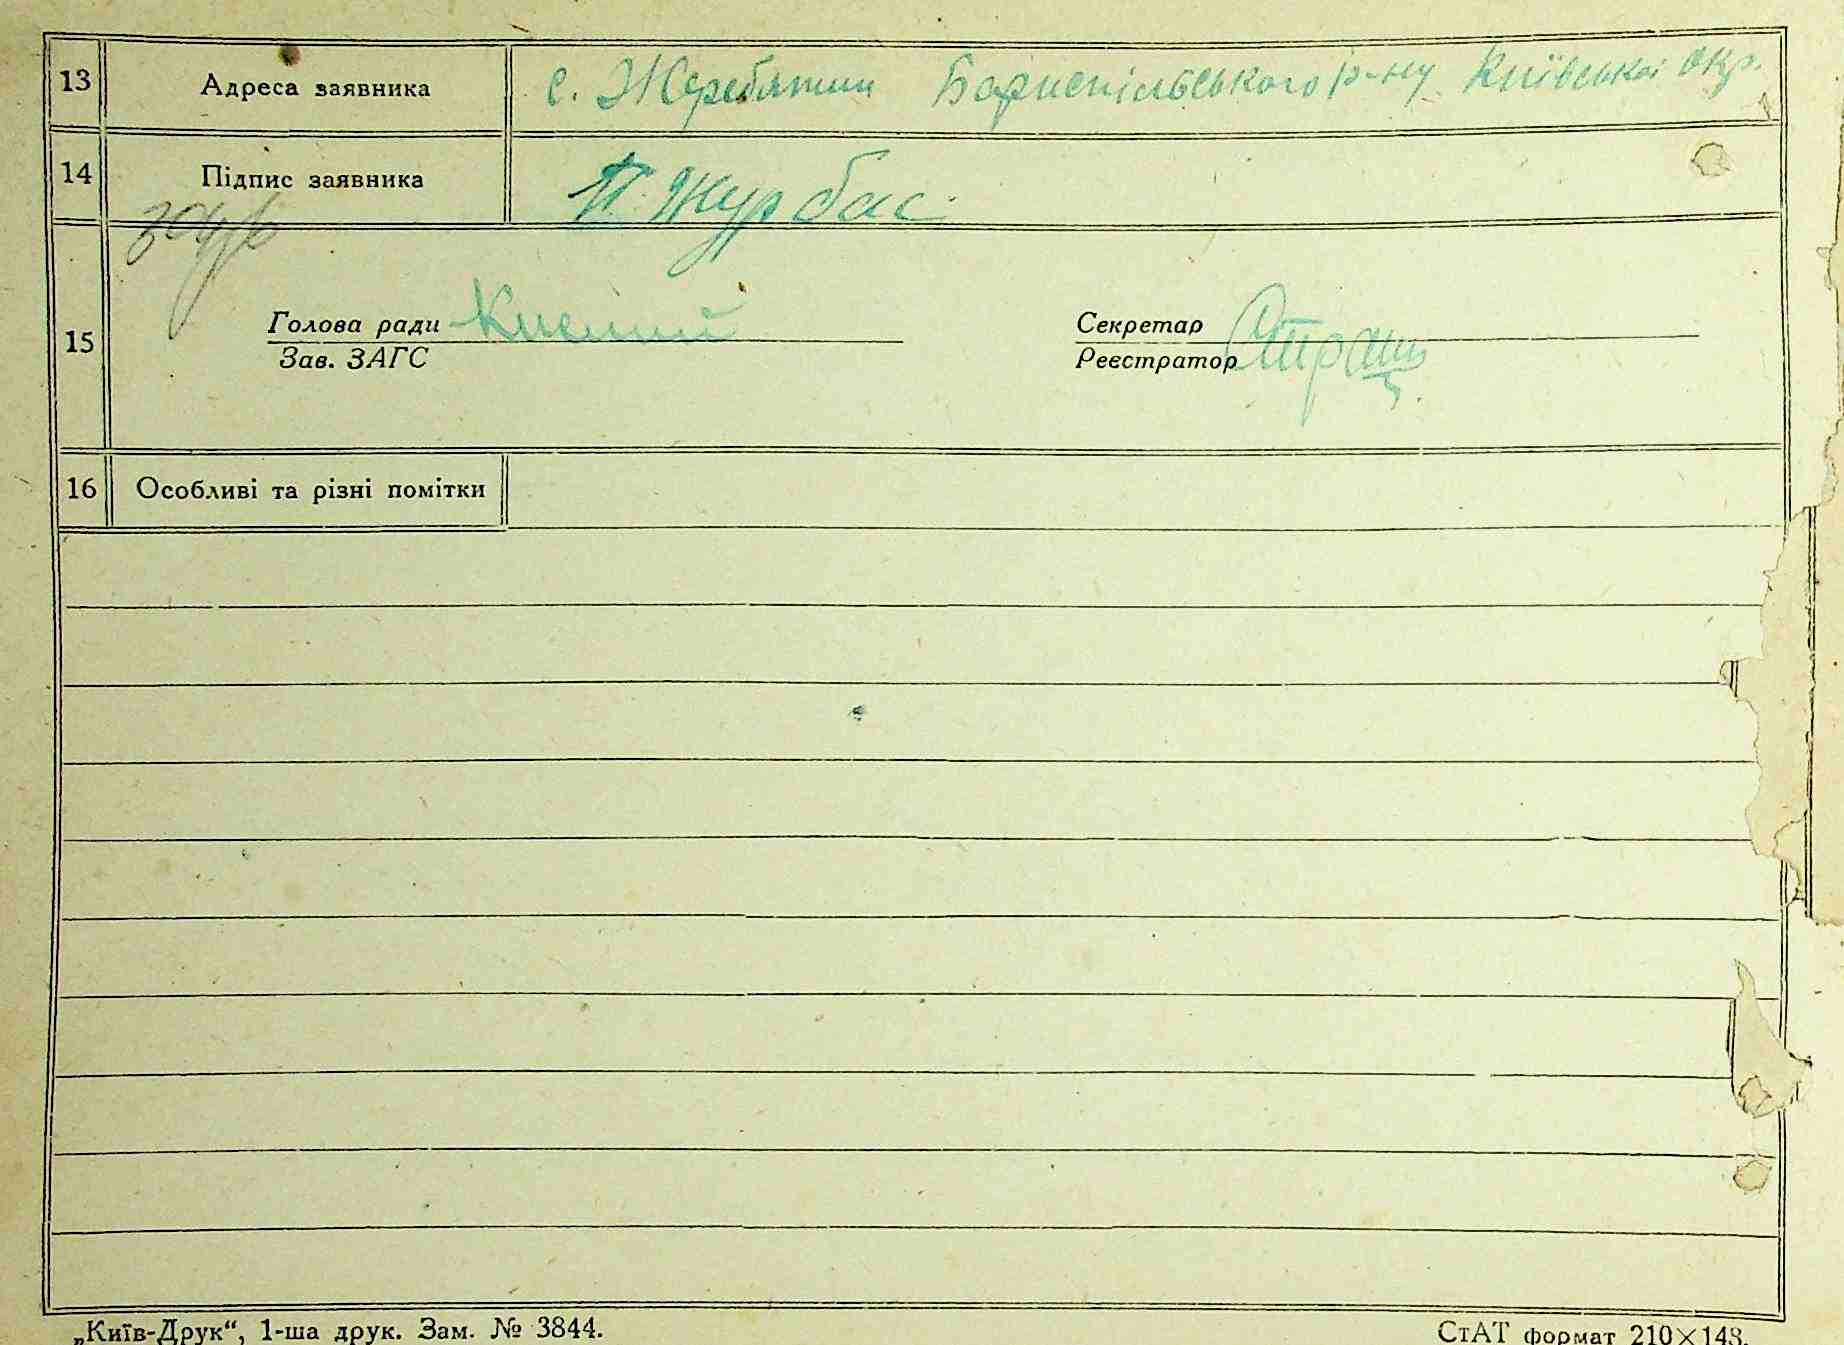 13 Адреса заявника с. Жеребятин Бориспільського р-ну Київської окр.
14 Підпис заявника П. Журбас
15
Голова ради Секретар
Зав. ЗАГС Реєстратор
16 Особливі та різні помітки
„Київ-Друк“, 1-ша друк. Зам. № 3844. СтАТ формат 210×148.